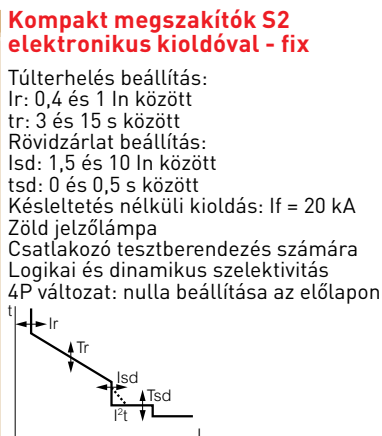 Kompakt megszakítók S2
elektronikus kioldóval - fix
Túlterhelés beállítás:
Ir: 0,4 és 1 In között
tr: 3 és 15 s között
Rövidzárlat beállítás:
Isd: 1,5 és 10 In között
tsd: 0 és 0,5 s között
Késleltetés nélküli kioldás: If = 20 kA
Zöld jelzőlámpa
Csatlakozó tesztberendezés számára
Logikai és dinamikus szelektivitás
4P változat: nulla beállítása az előlapon
t
Ir
Tr
Isd
Tsd
I²t
I